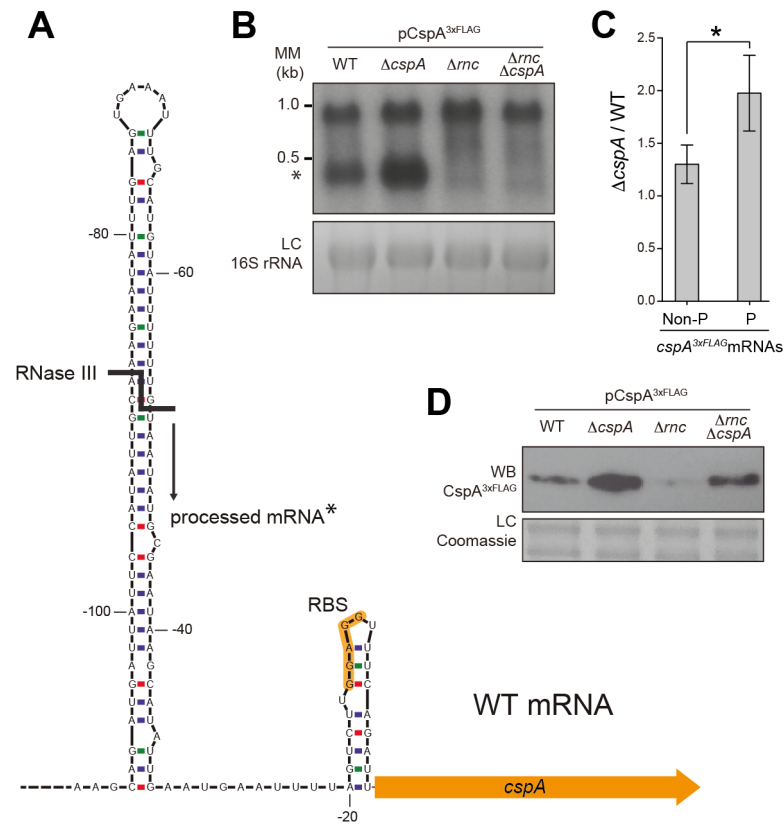 A
B
pCspA3xFLAG
MM
(kb)
WT
ΔcspA
Δrnc
Δrnc
ΔcspA
1.0
0.5
*
LC
16S rRNA
C
ΔcspA / WT
2.5
2.0
1.5
1.0
0.5
0.0
*
Non-P
P
cspA3xFLAG mRNAs
D
pCspA3xFLAG
WT
ΔcspA
Δrnc
Δrnc
ΔcspA
WB
CspA3xFLAG
LC
Coomassie
-80
-60
RNase III
processed mRNA*
-100
-40
RBS
WT mRNA
A A G C G A A U G A A U U U U A
-20
cspA